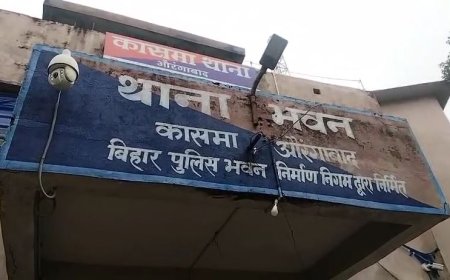 कासमा थाना
औरंगाबाद
थाना भवन
कासमा औरंगाबाद
बिहार पुलिस भवन निर्माण निगम द्वारा निर्मित